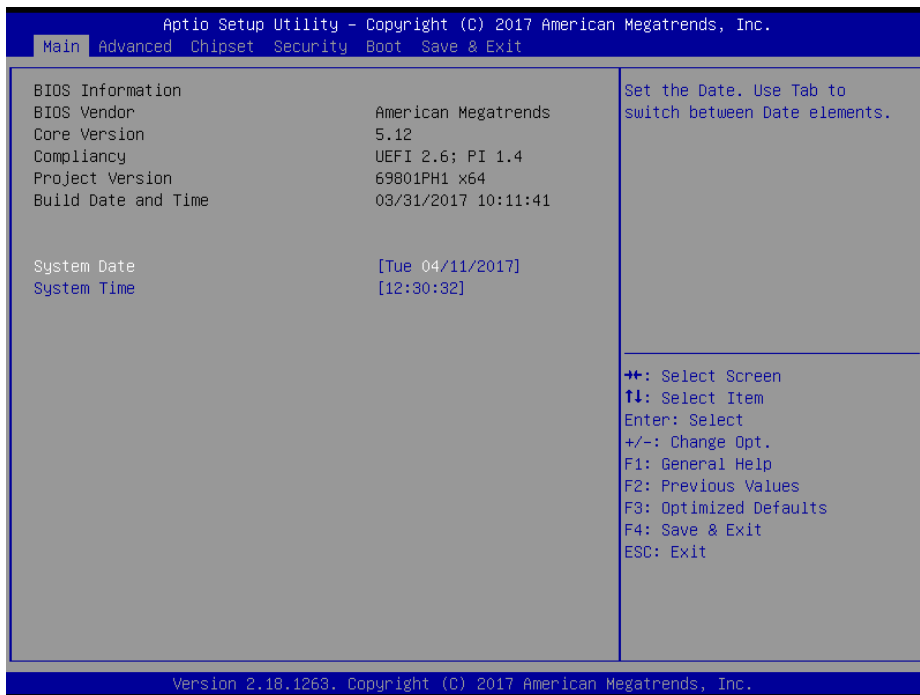 Aptio Setup Utility – Copyright (C) 2017 American Megatrends, Inc.
Main Advanced Chipset Security Boot Save & Exit
BIOS Information
BIOS Vendor American Megatrends
Core Version 5.12
Compliancy UEFI 2.6; PI 1.4
Project Version 69801PH1 x64
Build Date and Time 03/31/2017 10:11:41
System Date [Tue 04/11/2017]
System Time [12:30:32]
Set the Date. Use Tab to
switch between Date elements.
→←: Select Screen
↑↓: Select Item
Enter: Select
+/-: Change Opt.
F1: General Help
F2: Previous Values
F3: Optimized Defaults
F4: Save & Exit
ESC: Exit
Version 2.18.1263. Copyright (C) 2017 American Megatrends, Inc.